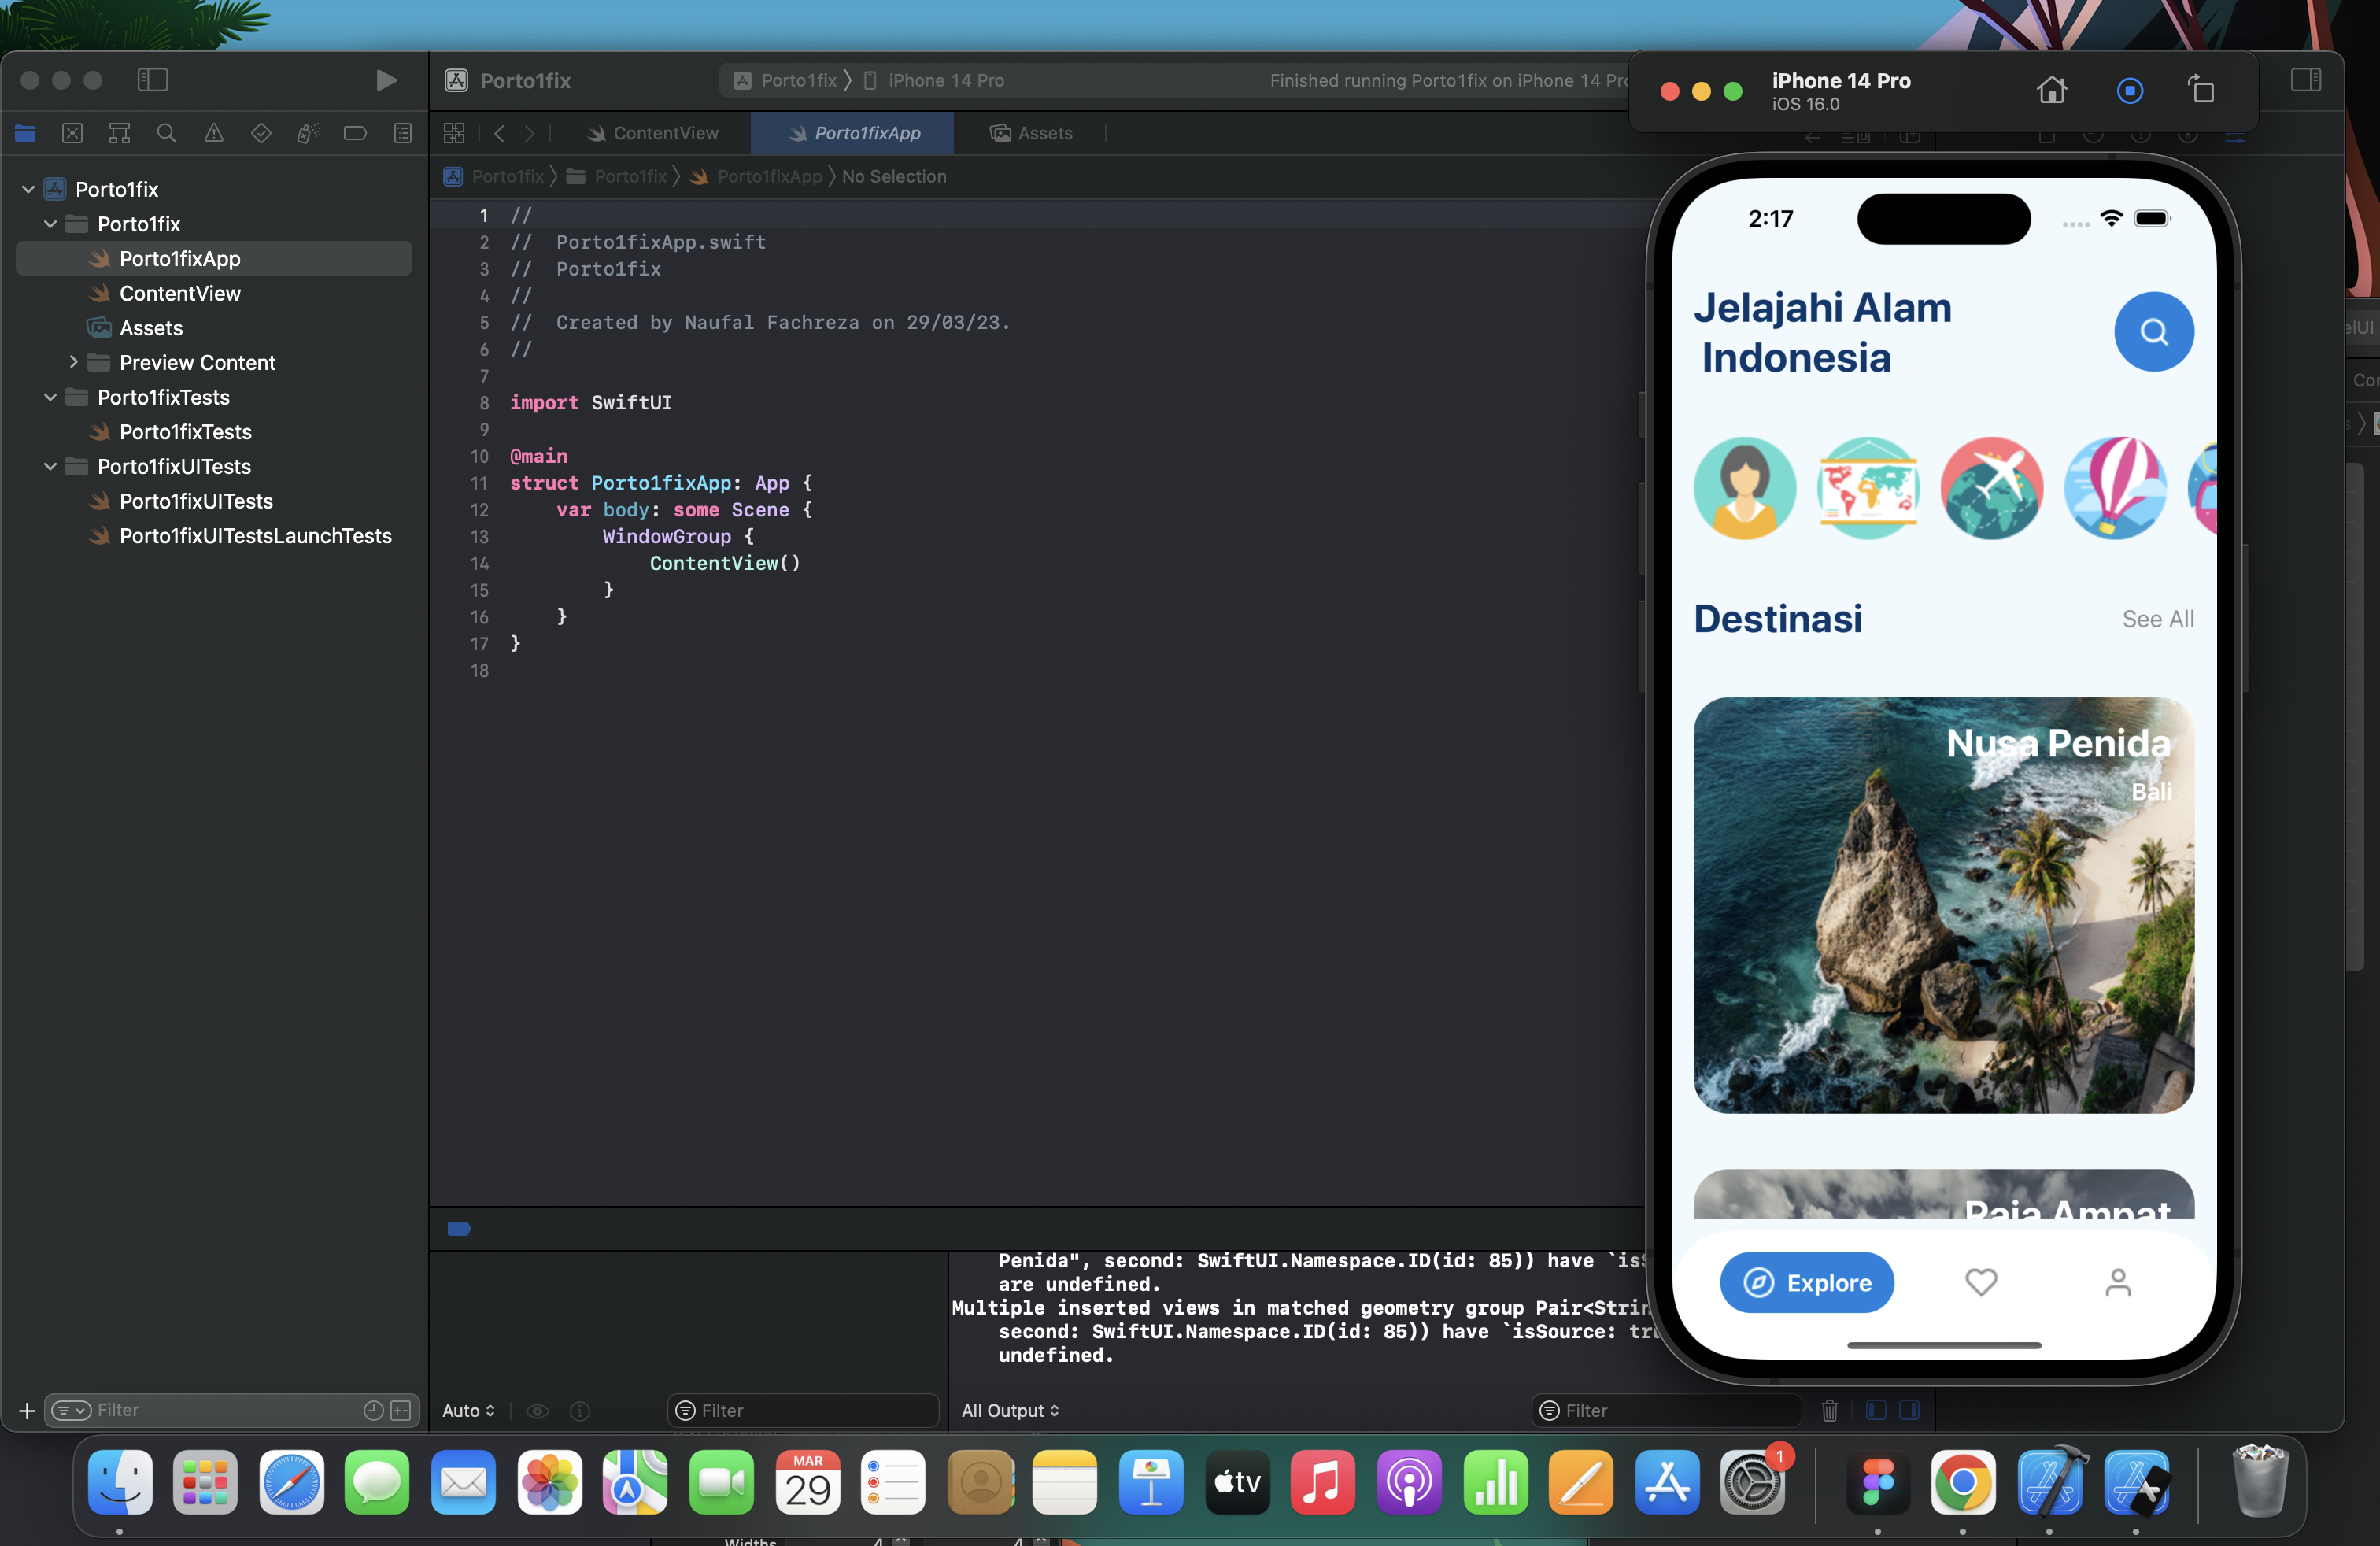 Porto1fix
Porto1fix
iPhone 14 Pro
Finished running Porto1fix on iPhone 14 Pro
ContentView
Porto1fixApp
Assets
Porto1fix
Porto1fix
Porto1fixApp
No Selection
Porto1fix
Porto1fix
Porto1fixApp
ContentView
Assets
Preview Content
Porto1fixTests
Porto1fixTests
Porto1fixUITests
Porto1fixUITests
Porto1fixUITestsLaunchTests
Filter
1 //
2 //  Porto1fixApp.swift
3 //  Porto1fix
4 //
5 //  Created by Naufal Fachreza on 29/03/23.
6 //
7
8 import SwiftUI
9
10 @main
11 struct Porto1fixApp: App {
12     var body: some Scene {
13         WindowGroup {
14             ContentView()
15         }
16     }
17 }
18
Penida", second: SwiftUI.Namespace.ID(id: 85)) have `isS
are undefined.
Multiple inserted views in matched geometry group Pair<Strin
second: SwiftUI.Namespace.ID(id: 85)) have `isSource: tru
undefined.
Auto
Filter
All Output
Filter
iPhone 14 Pro
iOS 16.0
2:17
Jelajahi Alam
Indonesia
Destinasi
See All
Nusa Penida
Bali
Raja Ampat
Explore
MAR
29
tv
1
Widths